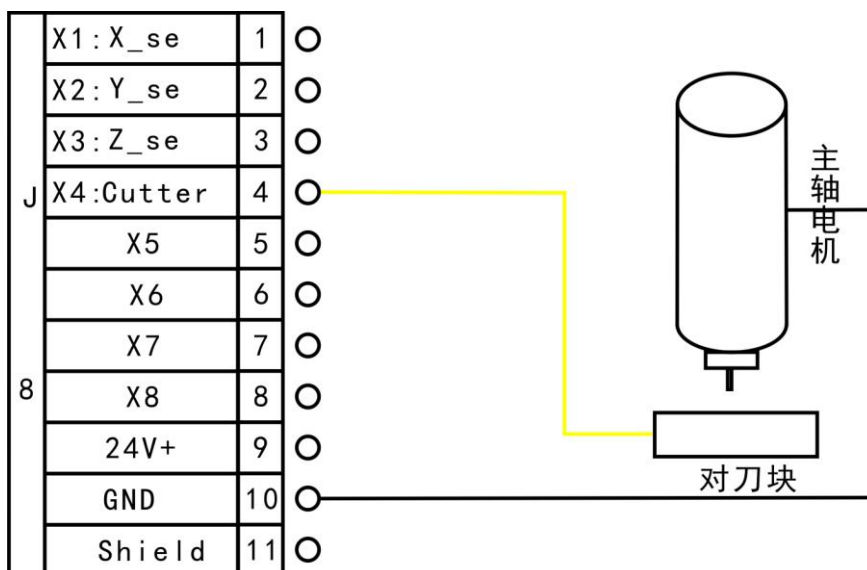 J8
X1:X_se 1
X2:Y_se 2
X3:Z_se 3
X4:Cutter 4
X5 5
X6 6
X7 7
X8 8
24V+ 9
GND 10
Shield 11
主轴电机
对刀块